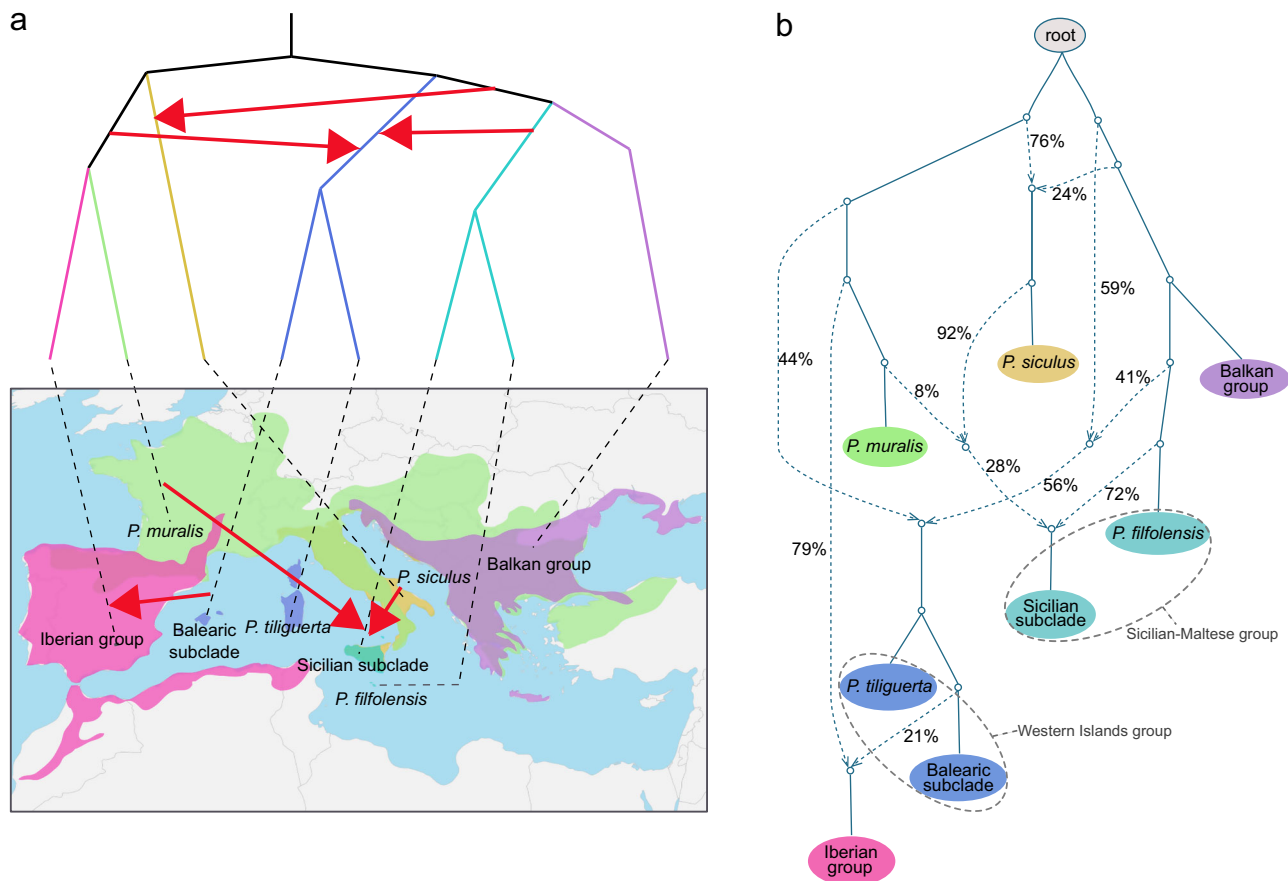 a
P. muralis
P. siculus
Balkan group
Iberian group
Balearic
subclade
P. tiliguerta
Sicilian subclade
P. filfolensis
b
root
76%
24%
59%
92%
44%
P. siculus
41%
Balkan
group
8%
P. muralis
28%
56%
72%
P. filfolensis
79%
Sicilian
subclade
Sicilian-Maltese group
P. tiliguerta
Western Islands group
21%
Balearic
subclade
Iberian
group